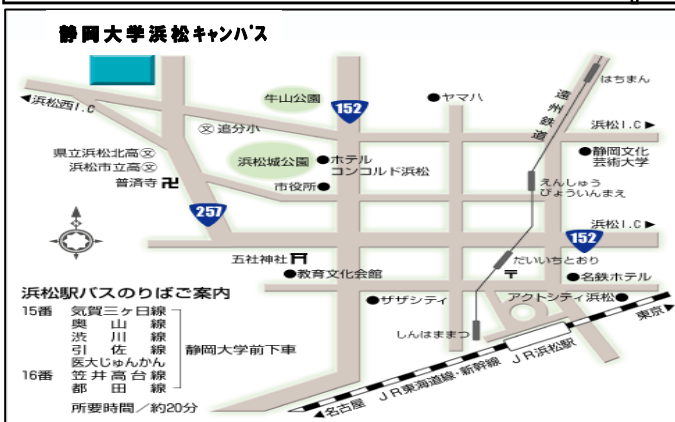 静岡大学浜松キャンパス
◀浜松西I.C
牛山公園
152
ヤマハ
遠州鉄道
はちまん
文 追分小
浜松I.C ▶
県立浜松北高 文
浜松市立高 文
普済寺 卍
浜松城公園
ホテル
コンコルド浜松
市役所
静岡文化
芸術大学
えんしゅう
びょういんまえ
257
浜松I.C ▶
152
五社神社
教育文化会館
だいいちとおり
〒
名鉄ホテル
ザザシティ
アクトシティ浜松
東京▶
しんはままつ
JR浜松駅
JR東海道線・新幹線
◀名古屋
浜松駅バスのりばご案内
15番 気賀三ヶ日線
奥山線
渋川線
引佐線
医大じゅんかん
16番 笠井高台線
都田線
静岡大学前下車
所要時間/約20分